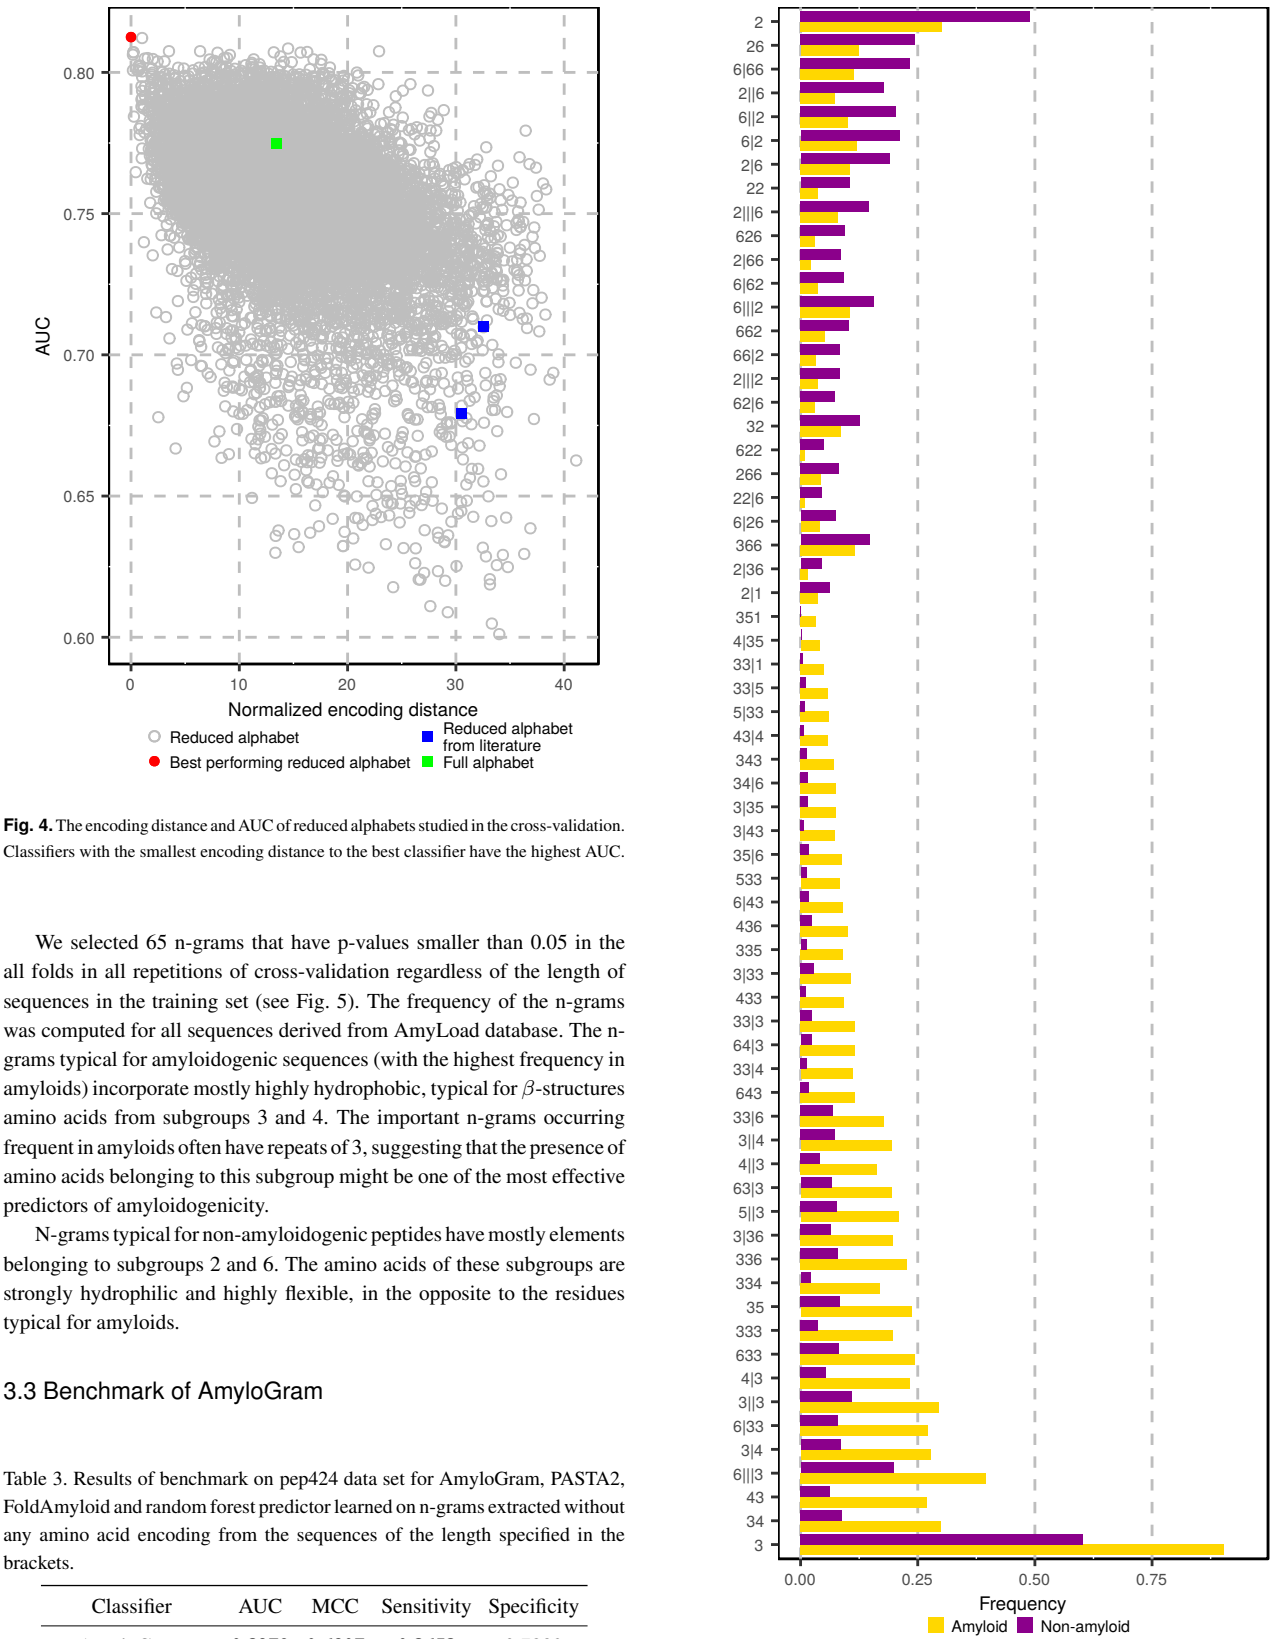 0.80
0.75
0.70
0.65
0.60
AUC
0 10 20 30 40
Normalized encoding distance
Reduced alphabet
Best performing reduced alphabet
Reduced alphabet
from literature
Full alphabet
Fig. 4. The encoding distance and AUC of reduced alphabets studied in the cross-validation.
Classifiers with the smallest encoding distance to the best classifier have the highest AUC.
We selected 65 n-grams that have p-values smaller than 0.05 in the
all folds in all repetitions of cross-validation regardless of the length of
sequences in the training set (see Fig. 5). The frequency of the n-grams
was computed for all sequences derived from AmyLoad database. The n-
grams typical for amyloidogenic sequences (with the highest frequency in
amyloids) incorporate mostly highly hydrophobic, typical for β-structures
amino acids from subgroups 3 and 4. The important n-grams occurring
frequent in amyloids often have repeats of 3, suggesting that the presence of
amino acids belonging to this subgroup might be one of the most effective
predictors of amyloidogenicity.
N-grams typical for non-amyloidogenic peptides have mostly elements
belonging to subgroups 2 and 6. The amino acids of these subgroups are
strongly hydrophilic and highly flexible, in the opposite to the residues
typical for amyloids.
3.3 Benchmark of AmyloGram
Table 3. Results of benchmark on pep424 data set for AmyloGram, PASTA2,
FoldAmyloid and random forest predictor learned on n-grams extracted without
any amino acid encoding from the sequences of the length specified in the
brackets.
Classifier AUC MCC Sensitivity Specificity
2
26
6|66
2||6
6||2
6|2
2|6
22
2|||6
626
2|66
6|62
6|||2
662
66|2
2|||2
62|6
32
622
266
22|6
6|26
366
2|36
2|1
351
4|35
33|1
33|5
5|33
43|4
343
34|6
3|35
3|43
35|6
533
6|43
436
335
3|33
433
33|3
64|3
33|4
643
33|6
3||4
4||3
63|3
5||3
3|36
336
334
35
333
633
4|3
3||3
6|33
3|4
6|||3
43
34
3
0.00 0.25 0.50 0.75
Frequency
Amyloid Non-amyloid